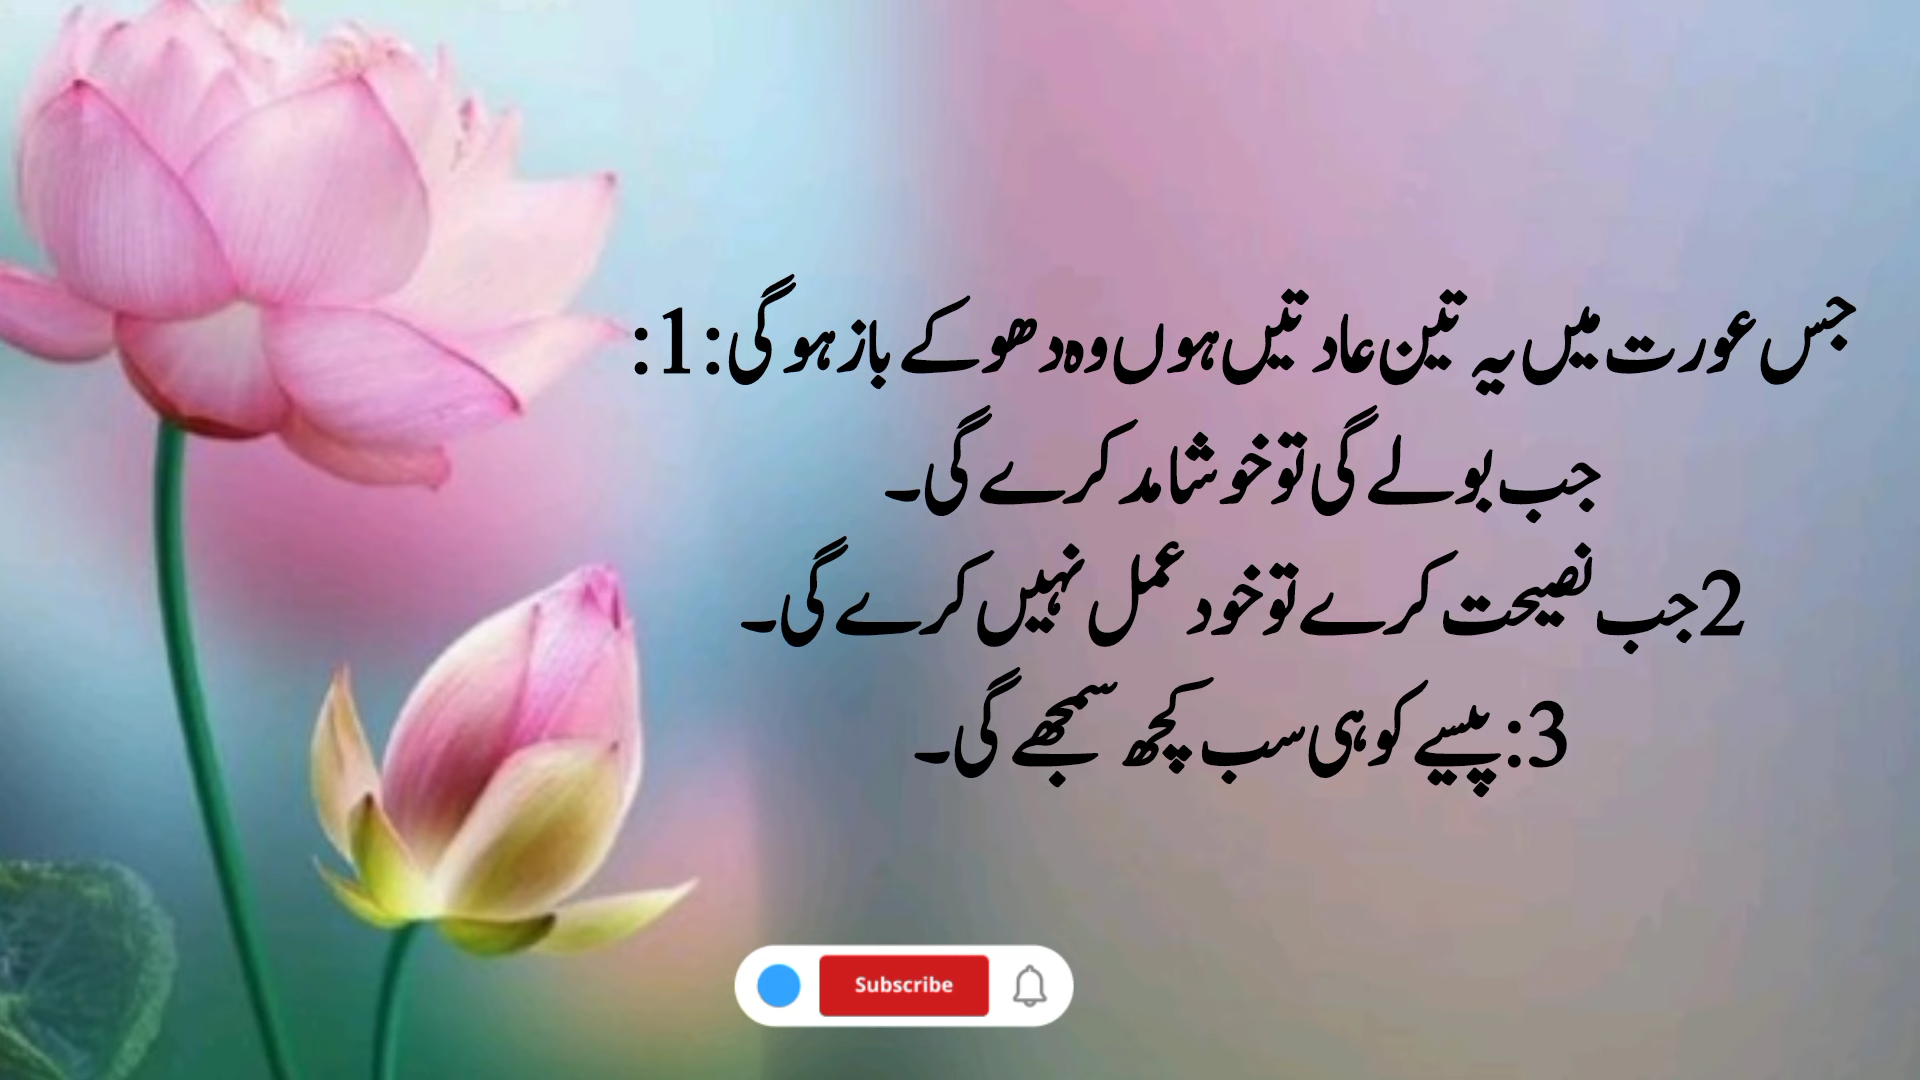 جس عورت میں یہ تین عادتیں ہوں وہ دھوکے باز ہو گی:1:
جب بولے گی تو خوشامد کرے گی۔
2جب نصیحت کرے تو خود عمل نہیں کرے گی۔
3:پیسے کو ہی سب کچھ سمجھے گی۔
Subscribe